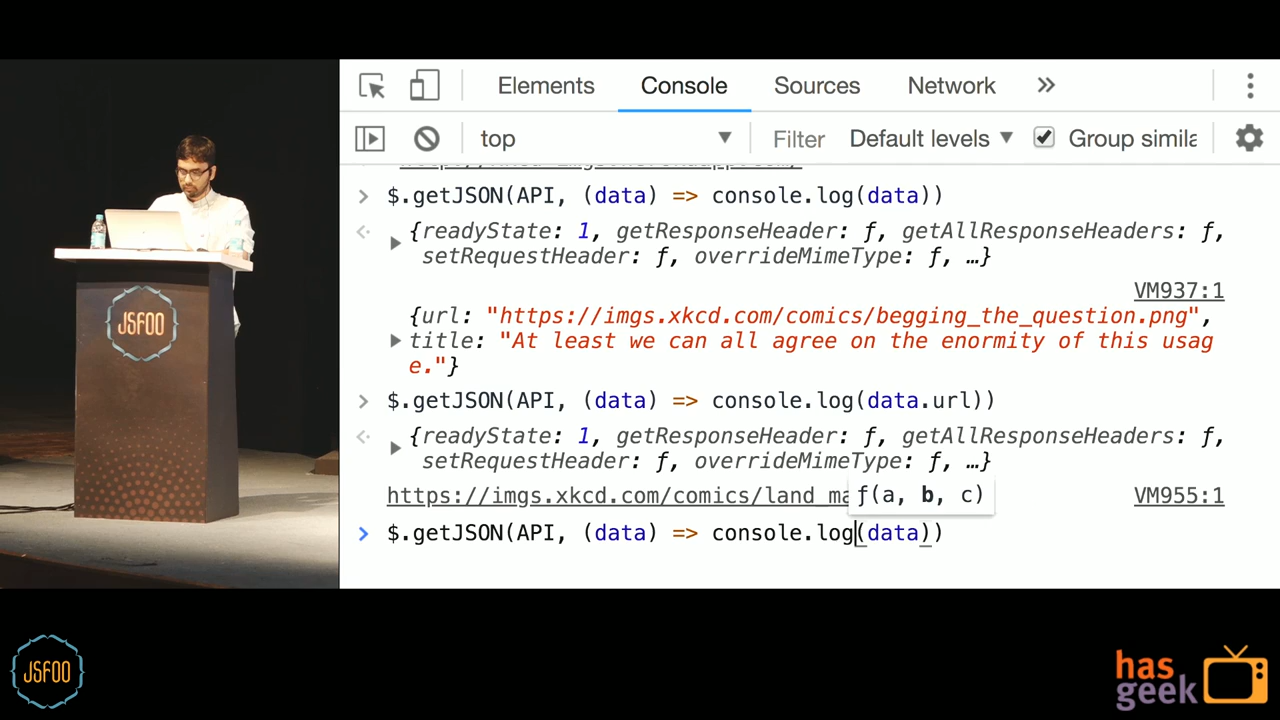 Elements Console Sources Network »
top Filter Default levels Group simila
$.getJSON(API, (data) => console.log(data))
{readyState: 1, getResponseHeader: ƒ, getAllResponseHeaders: ƒ,
setRequestHeader: ƒ, overrideMimeType: ƒ, …}
VM937:1
{url: "https://imgs.xkcd.com/comics/begging_the_question.png",
title: "At least we can all agree on the enormity of this usag
e."}
$.getJSON(API, (data) => console.log(data.url))
{readyState: 1, getResponseHeader: ƒ, getAllResponseHeaders: ƒ,
setRequestHeader: ƒ, overrideMimeType: ƒ, …}
https://imgs.xkcd.com/comics/land_ma ƒ(a, b, c) VM955:1
$.getJSON(API, (data) => console.log(data))
JSFOO
JSFOO
has
geek